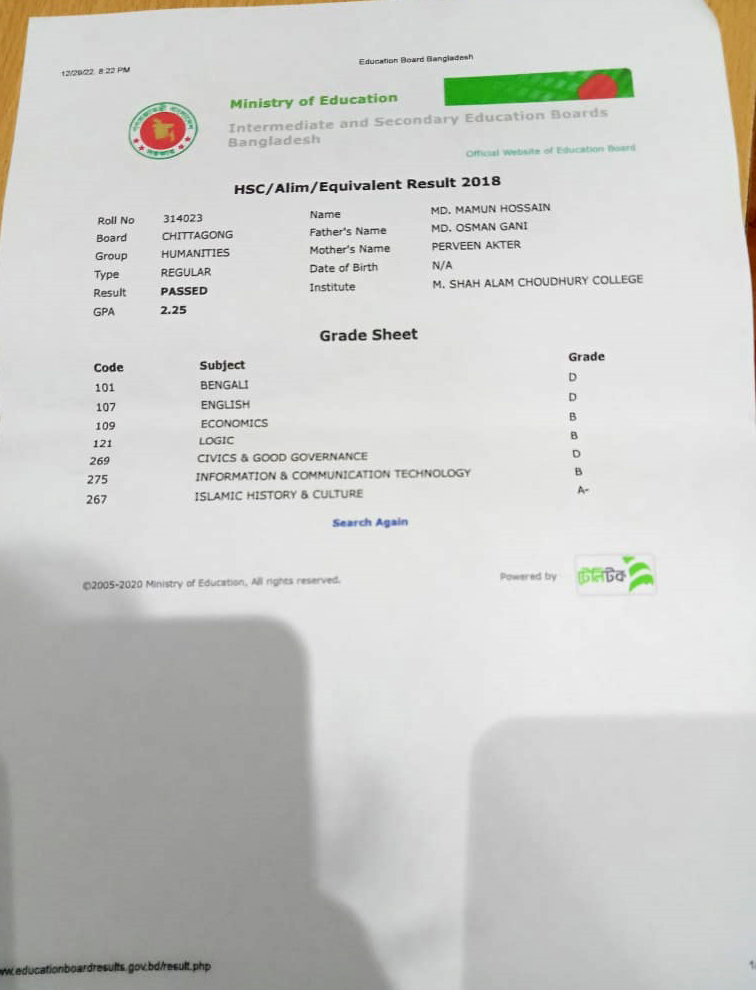 12/29/22, 8:22 PM
Education Board Bangladesh
Ministry of Education
Intermediate and Secondary Education Boards
Bangladesh
Official Website of Education Board
HSC/Alim/Equivalent Result 2018
Roll No 314023 Name MD. MAMUN HOSSAIN
Board CHITTAGONG Father's Name MD. OSMAN GANI
Group HUMANITIES Mother's Name PERVEEN AKTER
Type REGULAR Date of Birth N/A
Result PASSED Institute M. SHAH ALAM CHOUDHURY COLLEGE
GPA 2.25
Grade Sheet
Code Subject Grade
101 BENGALI D
107 ENGLISH D
109 ECONOMICS B
121 LOGIC B
269 CIVICS & GOOD GOVERNANCE D
275 INFORMATION & COMMUNICATION TECHNOLOGY B
267 ISLAMIC HISTORY & CULTURE A-
Search Again
©2005-2020 Ministry of Education, All rights reserved.
Powered by টেলিটক
ww.educationboardresults.gov.bd/result.php